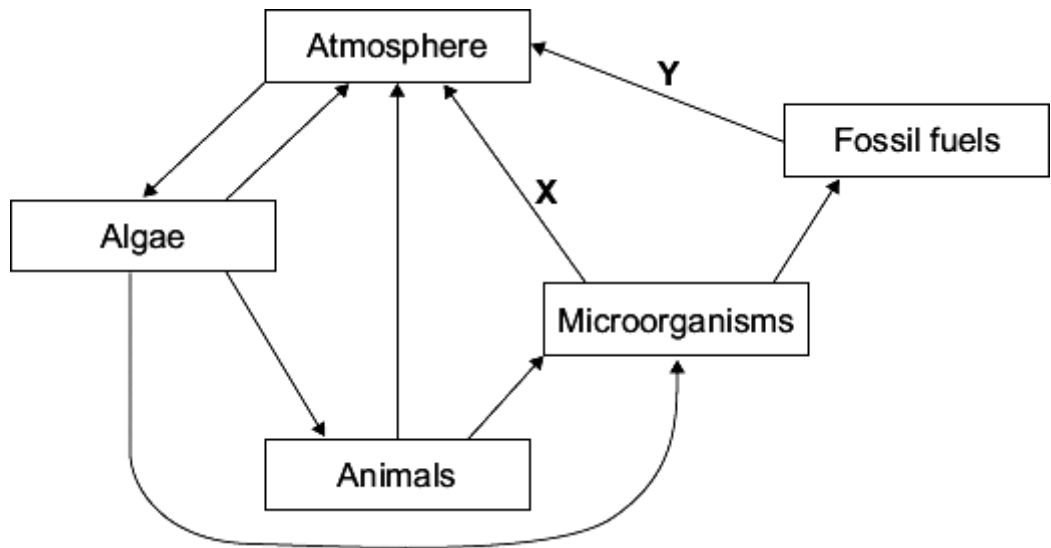 Atmosphere
Y
Fossil fuels
X
Algae
Microorganisms
Animals